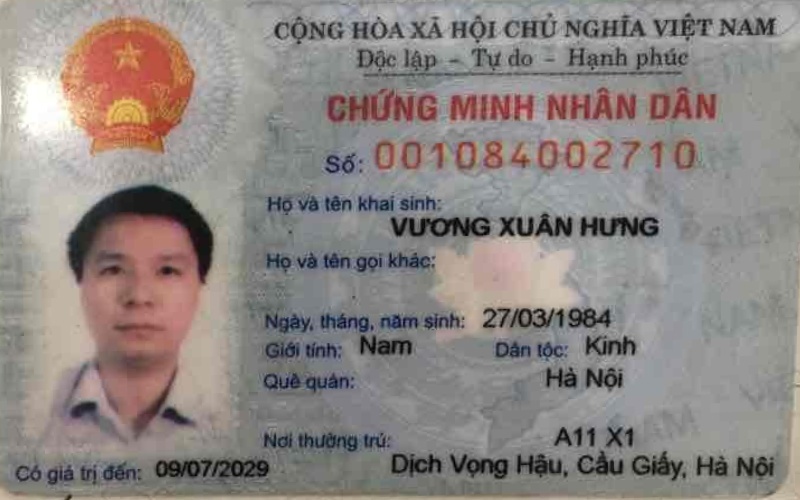 CỘNG HÒA XÃ HỘI CHỦ NGHĨA VIỆT NAM
Độc lập - Tự do - Hạnh phúc
CHỨNG MINH NHÂN DÂN
Số: 001084002710
Họ và tên khai sinh:
VƯƠNG XUÂN HƯNG
Họ và tên gọi khác:
Ngày, tháng, năm sinh: 27/03/1984
Giới tính: Nam Dân tộc: Kinh
Quê quán: Hà Nội
Nơi thường trú: A11 X1
Dịch Vọng Hậu, Cầu Giấy, Hà Nội
Có giá trị đến: 09/07/2029